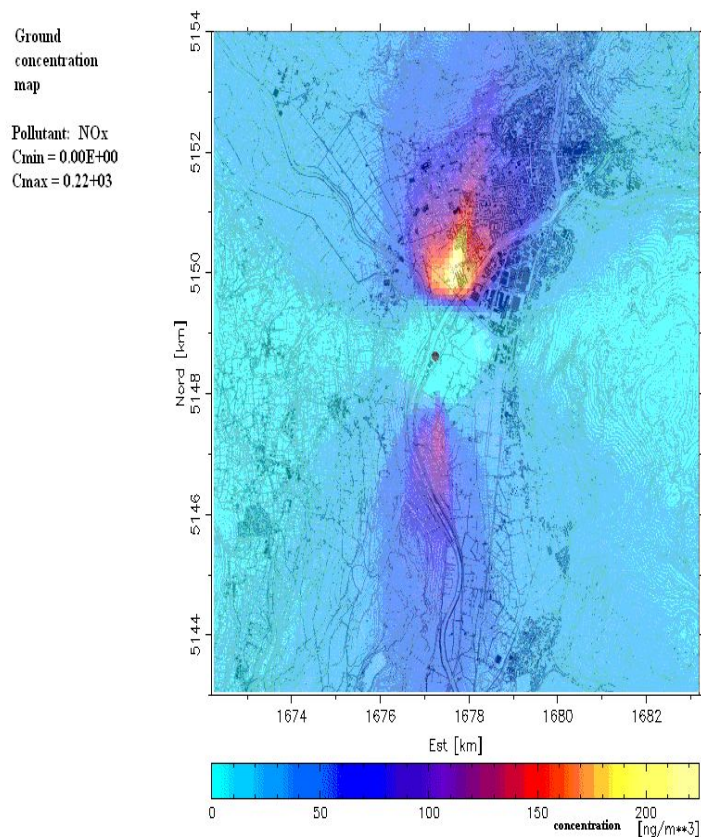 Ground
concentration
map
Pollutant: NOx
Cmin = 0.00E+00
Cmax = 0.22+03
5154
5152
5150
5148
5146
5144
Nord [km]
1674 1676 1678 1680 1682
Est [km]
0 50 100 150 200
concentration [ng/m**3]